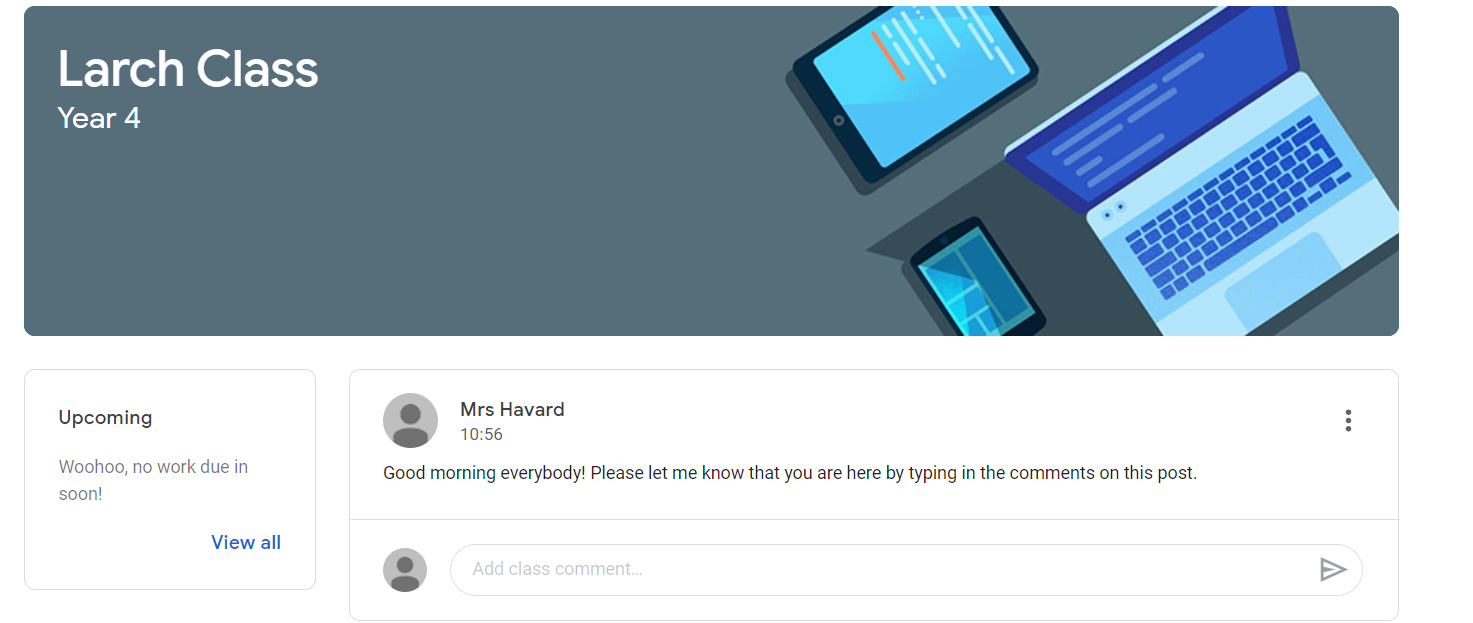 Larch Class
Year 4
Upcoming
Woohoo, no work due in
soon!
View all
Mrs Havard
10:56
Good morning everybody! Please let me know that you are here by typing in the comments on this post.
Add class comment...